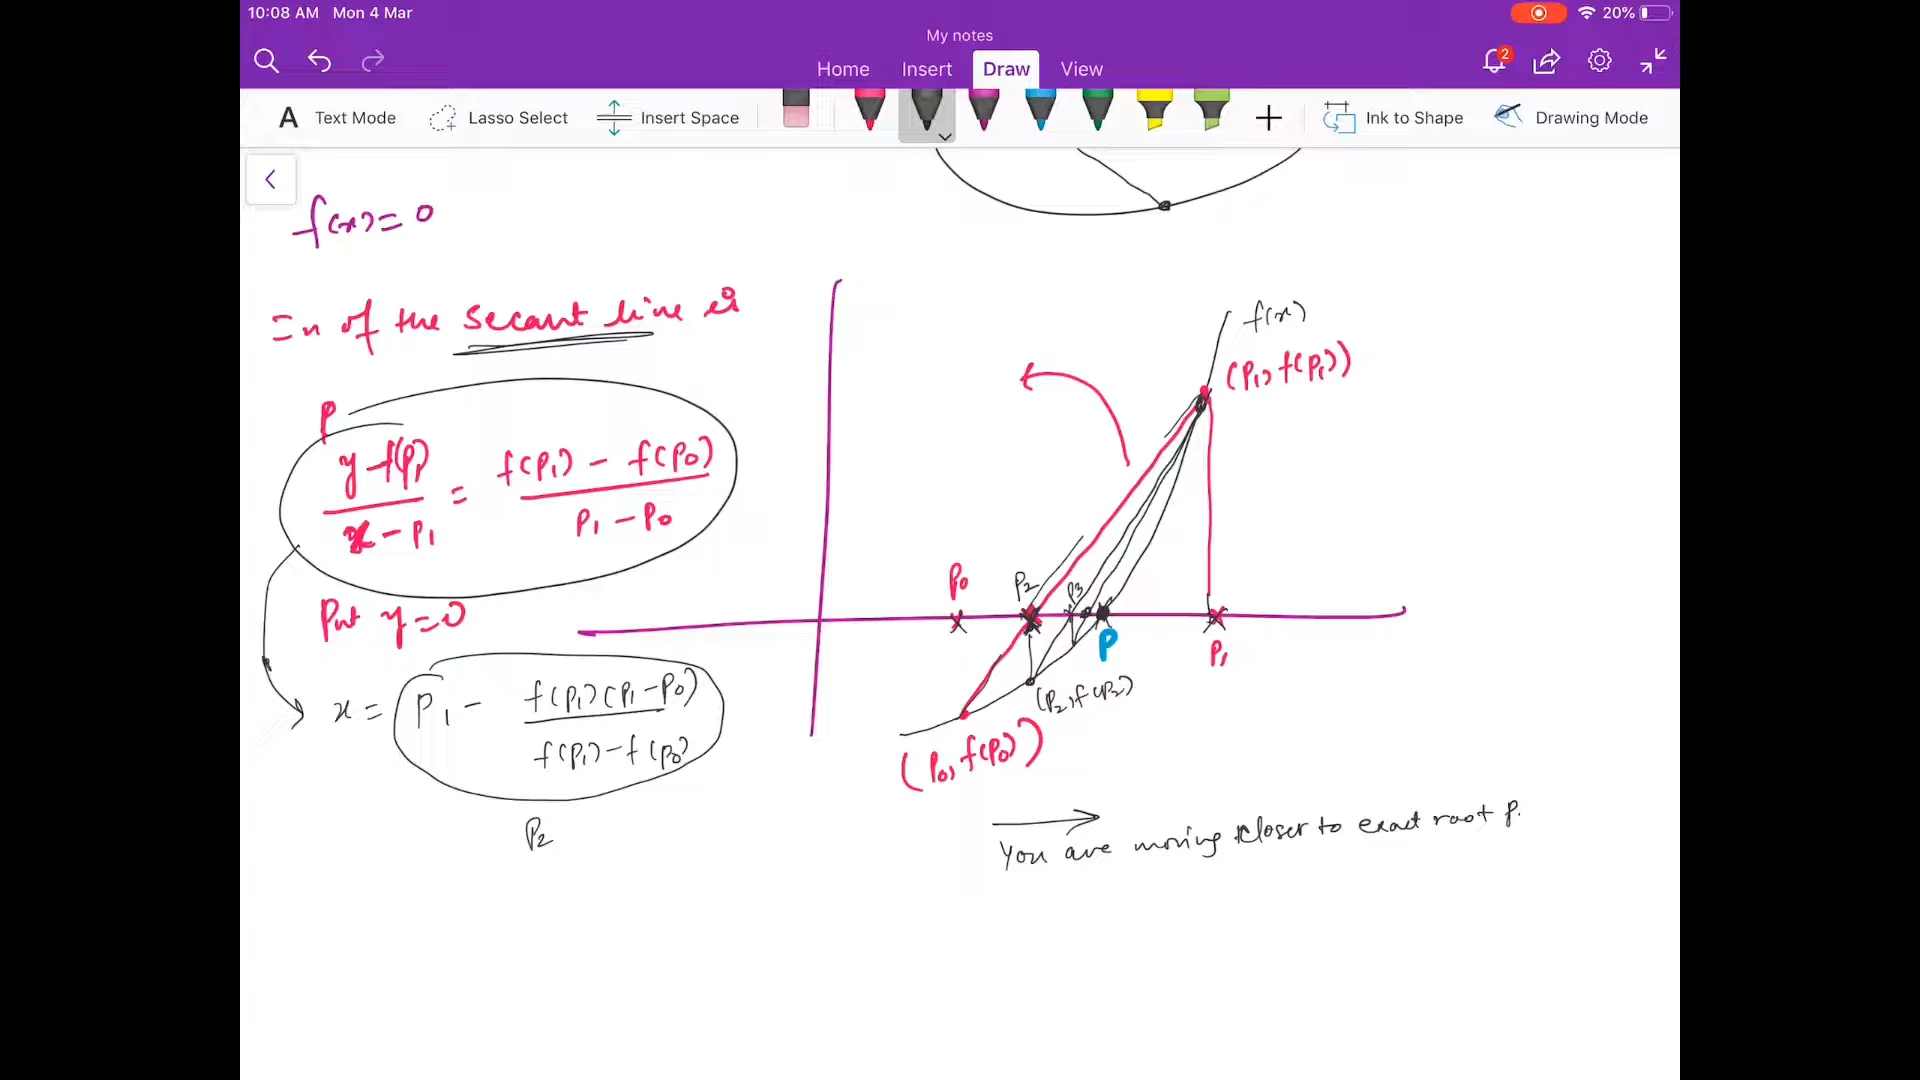 10:08 AM Mon 4 Mar
20%
My notes
Home Insert Draw View
2
A Text Mode Lasso Select Insert Space Ink to Shape Drawing Mode
f(x)=0
=n of the secant line is
P
y-f(p1 / x-p1 = f(p1) - f(p0) / p1-p0
Put y=0
x = P1 - f(p1)(p1-p0) / f(p1)-f(p0)
P2
f(x)
(P1, f(P1))
P0
P2
P3
P
P1
(P2, f(P2)
(P0, f(P0))
You are moving closer to exact root p.